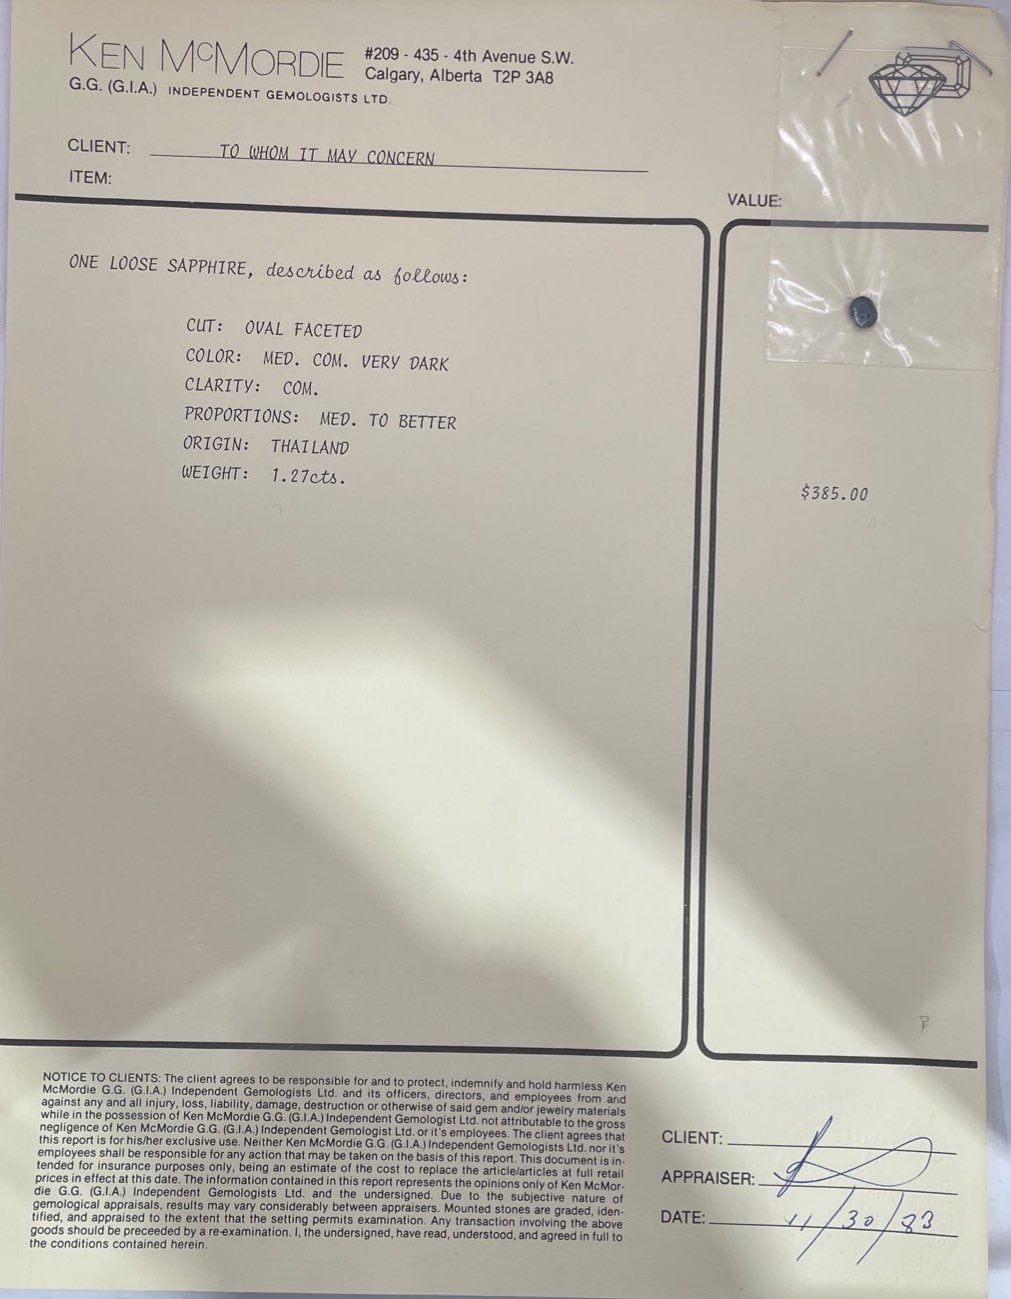 KEN McMORDIE
#209 - 435 - 4th Avenue S.W.
Calgary, Alberta T2P 3A8
G.G. (G.I.A.) INDEPENDENT GEMOLOGISTS LTD.
CLIENT: TO WHOM IT MAY CONCERN
ITEM:
VALUE:
ONE LOOSE SAPPHIRE, described as follows:
CUT: OVAL FACETED
COLOR: MED. COM. VERY DARK
CLARITY: COM.
PROPORTIONS: MED. TO BETTER
ORIGIN: THAILAND
WEIGHT: 1.27cts.
$385.00
NOTICE TO CLIENTS: The client agrees to be responsible for and to protect, indemnify and hold harmless Ken
McMordie G.G. (G.I.A.) Independent Gemologists Ltd. and its officers, directors, and employees from and
against any and all injury, loss, liability, damage, destruction or otherwise of said gem and/or jewelry materials
while in the possession of Ken McMordie G.G. (G.I.A.) Independent Gemologist Ltd. not attributable to the gross
negligence of Ken McMordie G.G. (G.I.A.) Independent Gemologist Ltd. or it's employees. The client agrees that
this report is for his/her exclusive use. Neither Ken McMordie G.G. (G.I.A.) Independent Gemologists Ltd. nor it's
employees shall be responsible for any action that may be taken on the basis of this report. This document is in-
tended for insurance purposes only, being an estimate of the cost to replace the article/articles at full retail
prices in effect at this date. The information contained in this report represents the opinions only of Ken McMor-
die G.G. (G.I.A.) Independent Gemologists Ltd. and the undersigned. Due to the subjective nature of
gemological appraisals, results may vary considerably between appraisers. Mounted stones are graded, iden-
tified, and appraised to the extent that the setting permits examination. Any transaction involving the above
goods should be preceeded by a re-examination. I, the undersigned, have read, understood, and agreed in full to
the conditions contained herein.
CLIENT:
APPRAISER:
DATE: 11/30/83